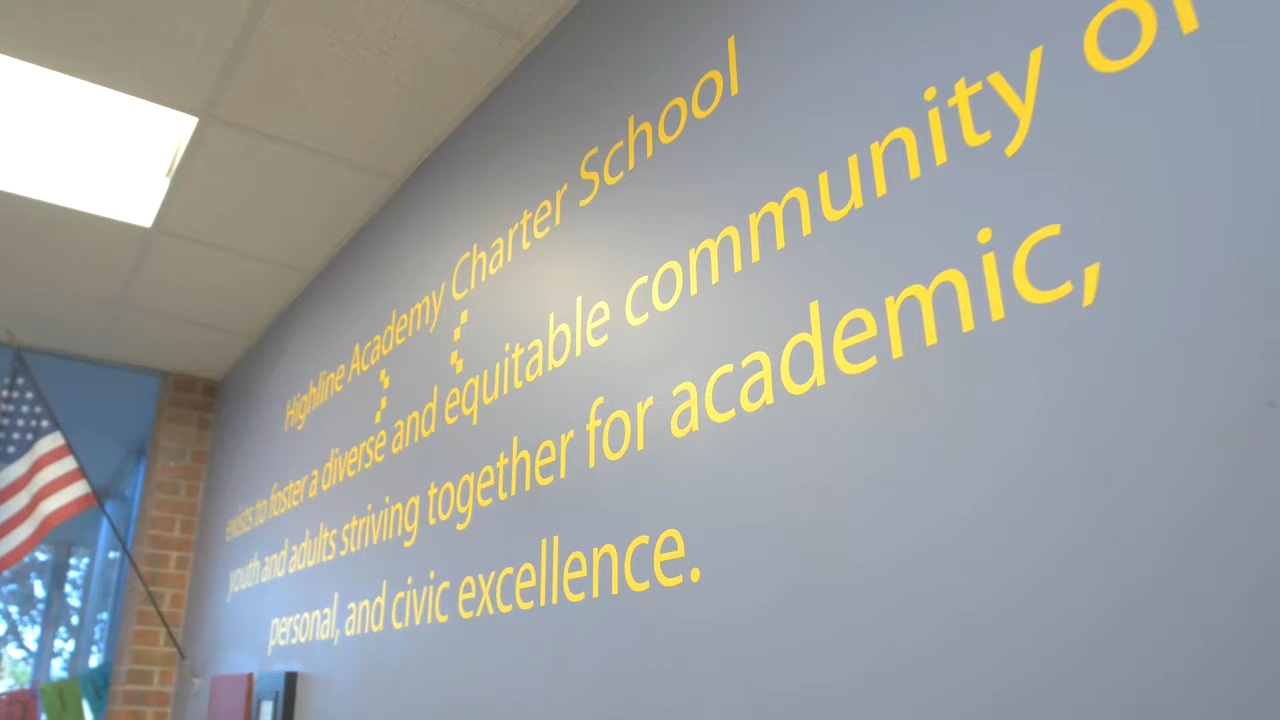 Highline Academy Charter School
exists to foster a diverse and equitable community of
youth and adults striving together for academic,
personal, and civic excellence.